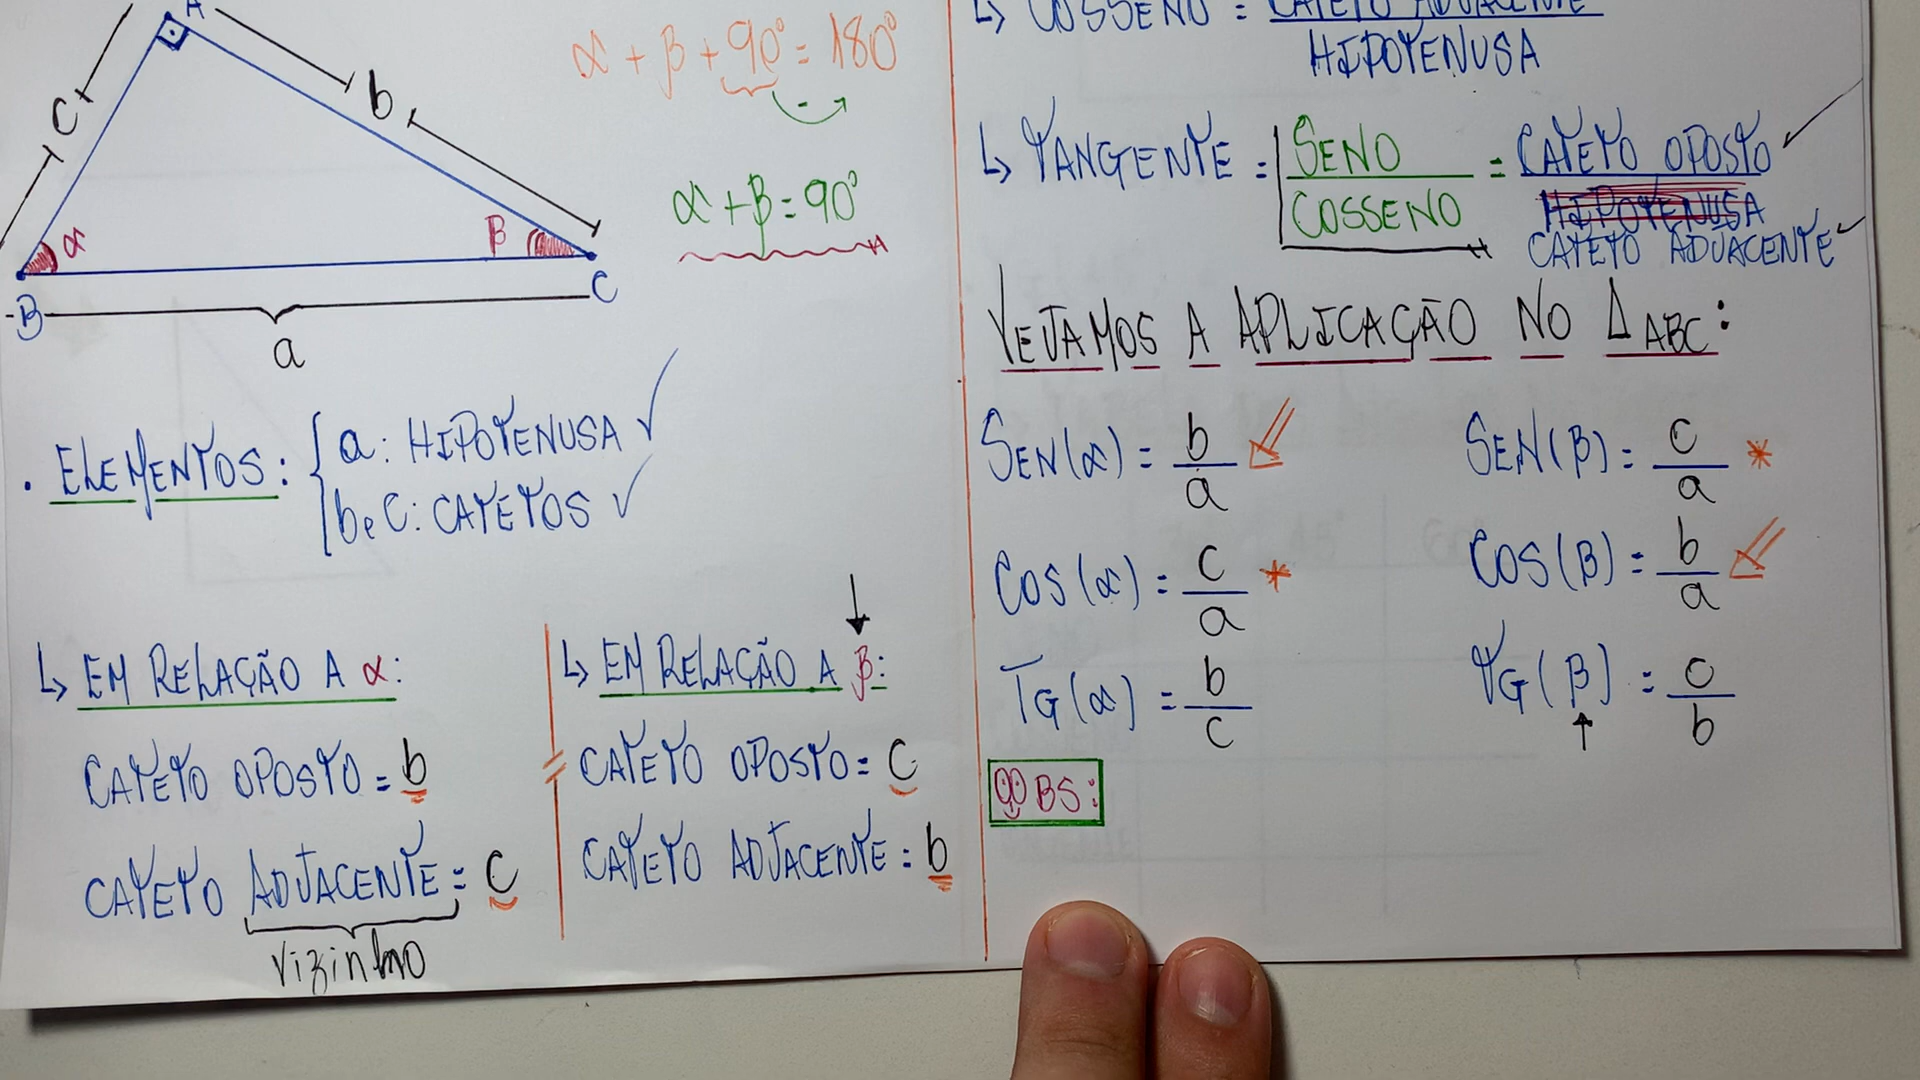 A
c
b
α
β
B
C
a
α + β + 90° = 180°
-
α + β = 90°
. ELEMENTOS: { a: HIPOTENUSA ✓
b e C: CATETOS ✓
↳ EM RELAÇÃO A α:
CATETO OPOSTO = b
CATETO ADJACENTE = C
vizinho
↳ EM RELAÇÃO A β:
CATETO OPOSTO = C
CATETO ADJACENTE = b
↳ COSSENO = CATETO ADJACENTE
HIPOTENUSA
↳ TANGENTE = SENO / COSSENO = CATETO OPOSTO
HIPOTENUSA
CATETO ADJACENTE
VEJAMOS A APLICAÇÃO NO Δ ABC:
SEN(α) = b/a
SEN(β) = c/a *
COS(α) = c/a *
COS(β) = b/a
TG(α) = b/c
TG(β) = c/b
OBS: